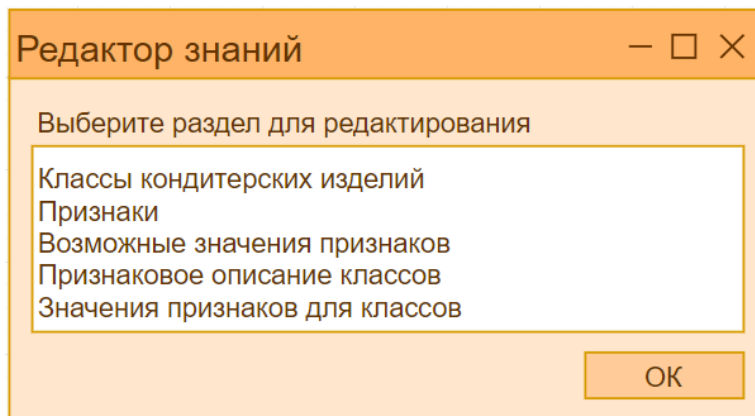 Редактор знаний
Выберите раздел для редактирования
Классы кондитерских изделий
Признаки
Возможные значения признаков
Признаковое описание классов
Значения признаков для классов
ОК